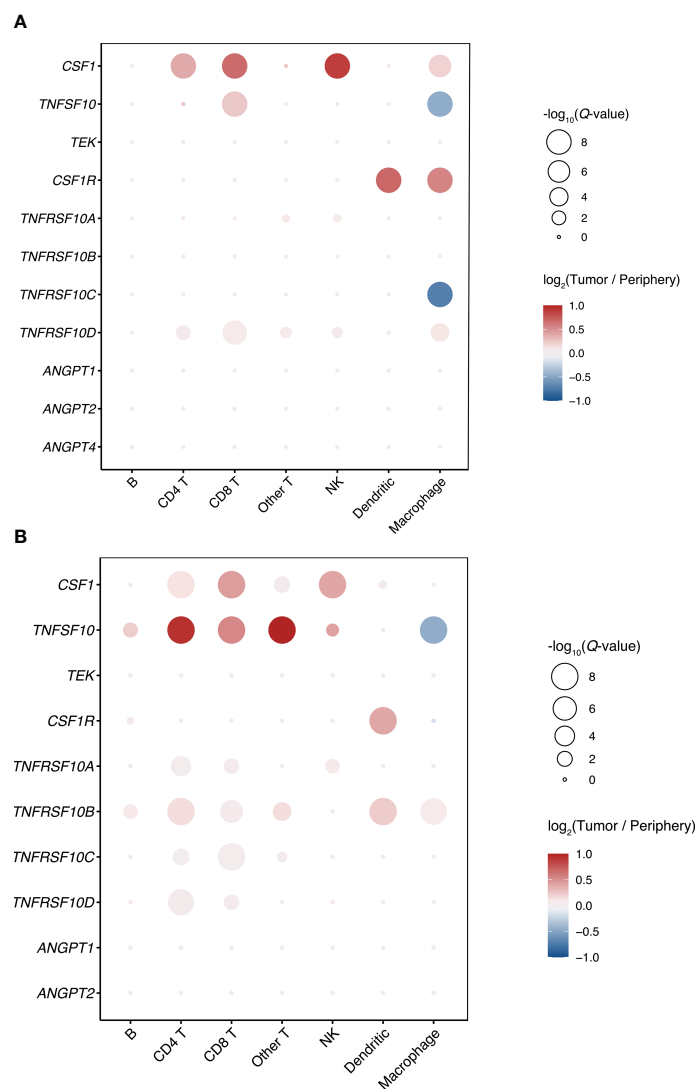 A
CSF1
TNFSF10
TEK
CSF1R
TNFRSF10A
TNFRSF10B
TNFRSF10C
TNFRSF10D
ANGPT1
ANGPT2
ANGPT4
B
CD4 T
CD8 T
Other T
NK
Dendritic
Macrophage
-log10(Q-value)
8
6
4
2
0
log2(Tumor / Periphery)
1.0
0.5
0.0
−0.5
−1.0
B
CSF1
TNFSF10
TEK
CSF1R
TNFRSF10A
TNFRSF10B
TNFRSF10C
TNFRSF10D
ANGPT1
ANGPT2
B
CD4 T
CD8 T
Other T
NK
Dendritic
Macrophage
-log10(Q-value)
8
6
4
2
0
log2(Tumor / Periphery)
1.0
0.5
0.0
−0.5
−1.0